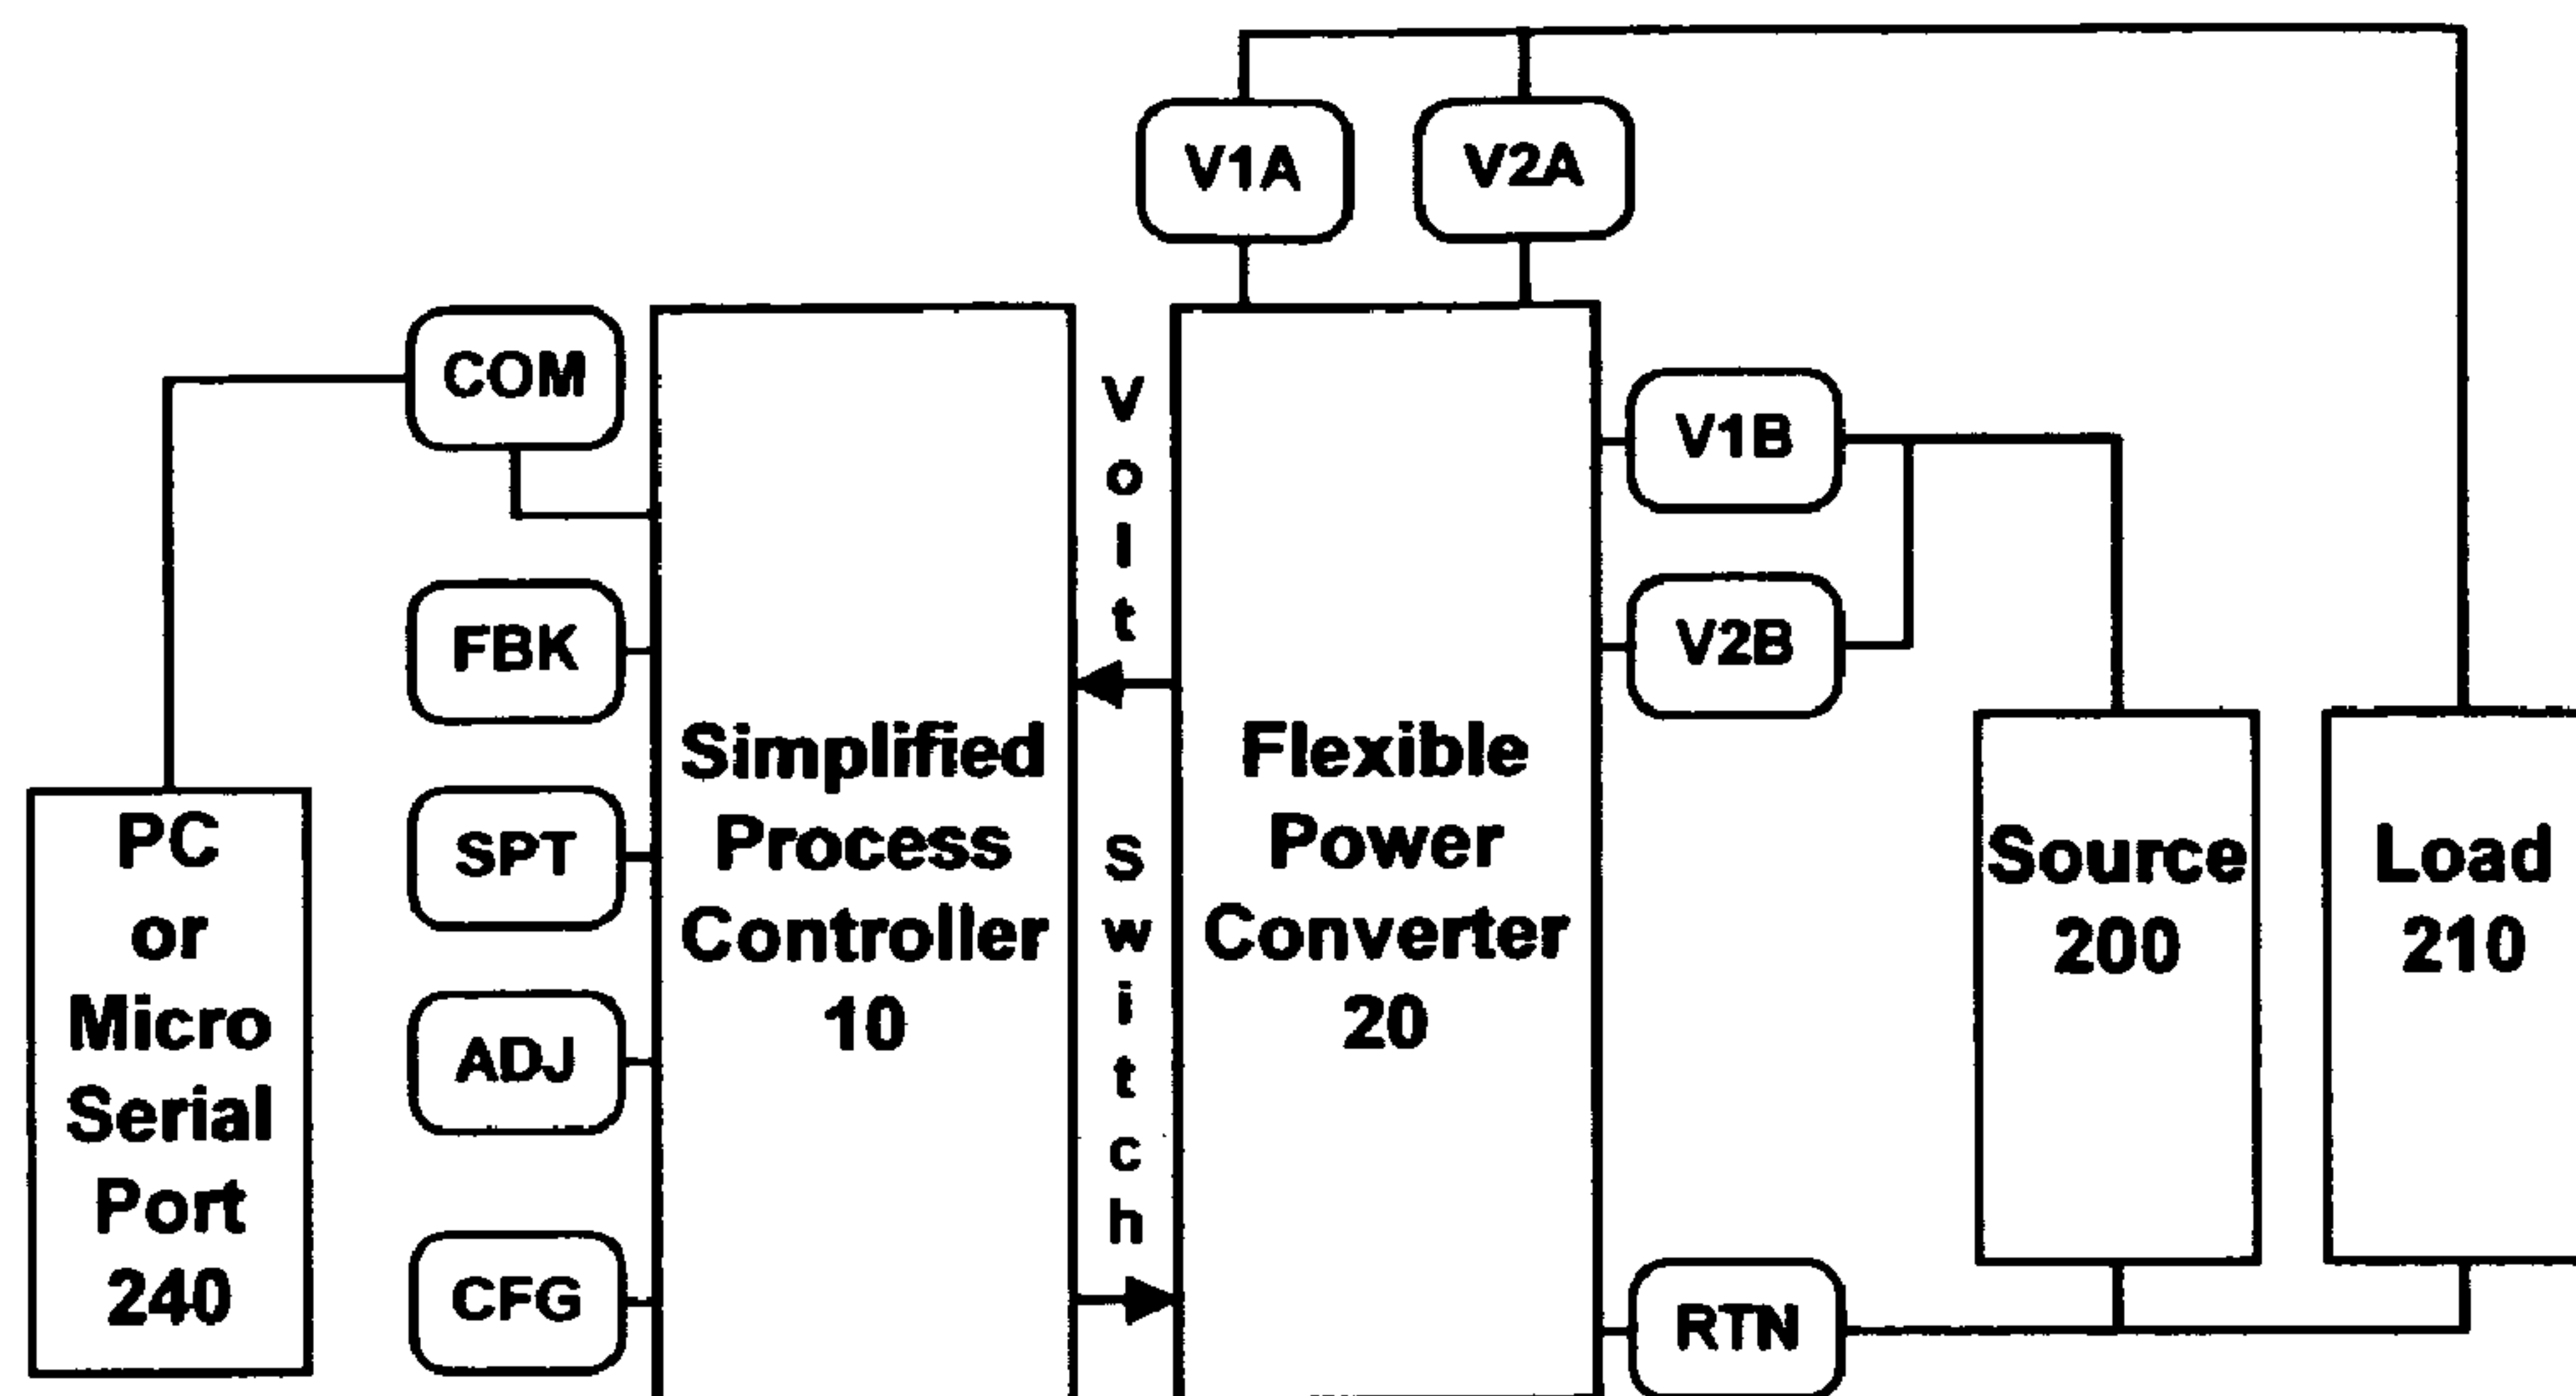 V1A
V2A
COM
FBK
SPT
ADJ
CFG
PC
or
Micro
Serial
Port
240
Simplified
Process
Controller
10
Volt
Switch
Flexible
Power
Converter
20
V1B
V2B
RTN
Source
200
Load
210